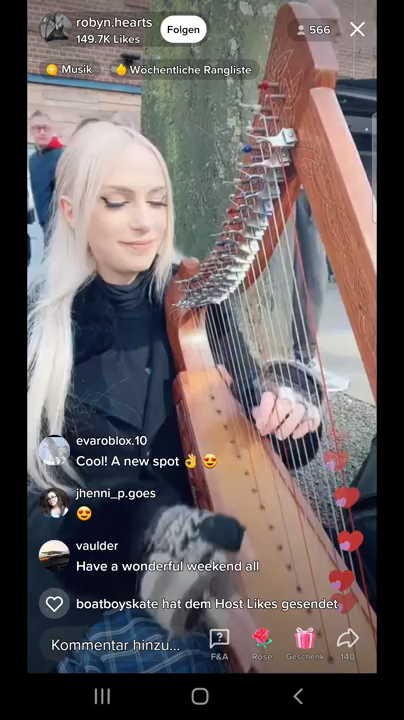 robyn.hearts
149.7K Likes
Folgen
566
Musik
Wöchentliche Rangliste
evaroblox.10
Cool! A new spot 👌😍
jhenni_p.goes
😍
vaulder
Have a wonderful weekend all
boatboyskate hat dem Host Likes gesendet
Kommentar hinzu...
F&A
Rose
Geschenk
140